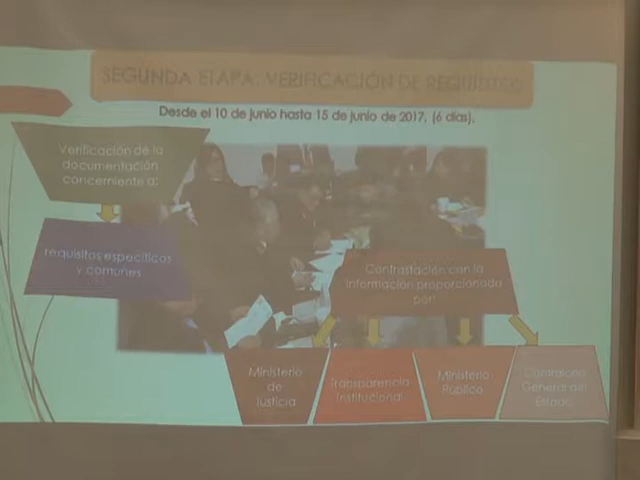 SEGUNDA ETAPA. VERIFICACIÓN DE REQUISITOS
Desde el 10 de junio hasta 15 de junio de 2017. (6 días).
Verificación de la
documentación
concerniente a:
requisitos específicos
y comunes
Contrastación con la
información proporcionada
por:
Ministerio
de
Justicia
Transparencia
Institucional
Ministerio
Público
Contraloría
General del
Estado